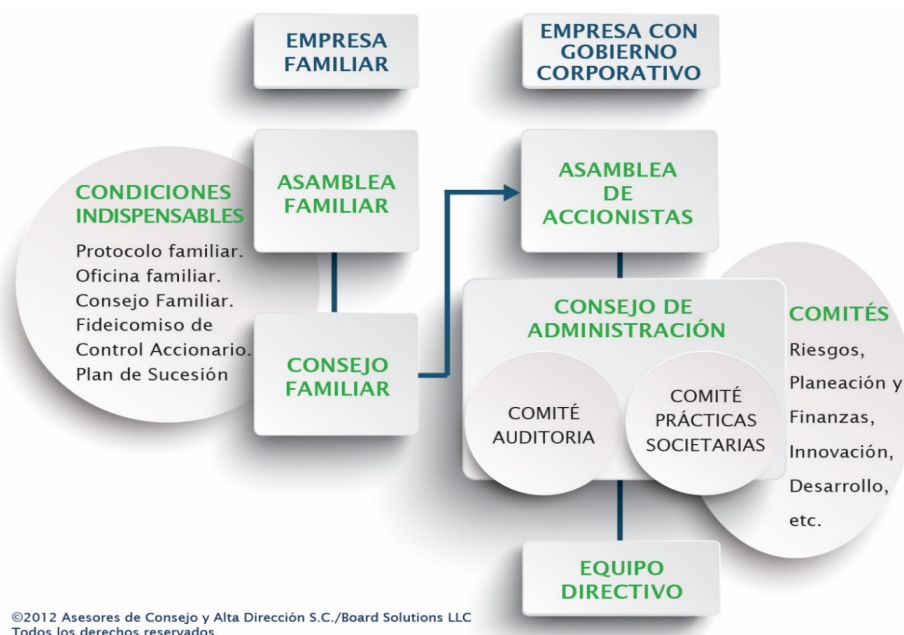 EMPRESA
FAMILIAR
EMPRESA CON
GOBIERNO
CORPORATIVO
ASAMBLEA
FAMILIAR
ASAMBLEA
DE
ACCIONISTAS
CONDICIONES
INDISPENSABLES
Protocolo familiar.
Oficina familiar.
Consejo Familiar.
Fideicomiso de
Control Accionario.
Plan de Sucesión
CONSEJO
FAMILIAR
CONSEJO DE
ADMINISTRACIÓN
COMITÉ
AUDITORIA
COMITÉ
PRÁCTICAS
SOCIETARIAS
COMITÉS
Riesgos,
Planeación y
Finanzas,
Innovación,
Desarrollo,
etc.
EQUIPO
DIRECTIVO
©2012 Asesores de Consejo y Alta Dirección S.C./Board Solutions LLC
Todos los derechos reservados